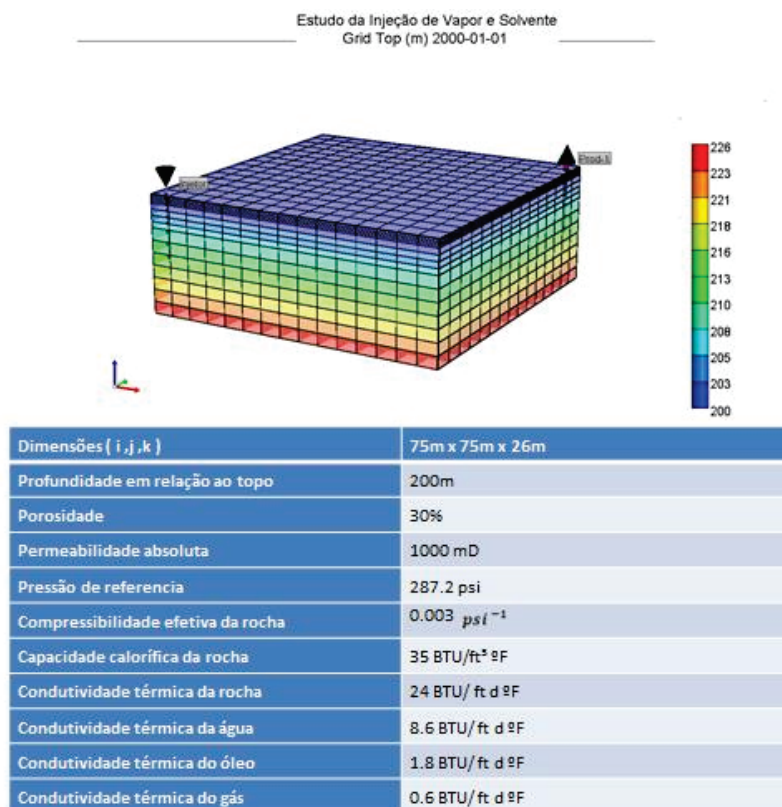 Estudo da Injeção de Vapor e Solvente
Grid Top (m) 2000-01-01
Injetor
Prod-1
226
223
221
218
216
213
210
208
205
203
200
Dimensões ( i ,j ,k ) 75m x 75m x 26m
Profundidade em relação ao topo 200m
Porosidade 30%
Permeabilidade absoluta 1000 mD
Pressão de referencia 287.2 psi
Compressibilidade efetiva da rocha 0.003 psi⁻¹
Capacidade calorífica da rocha 35 BTU/ft³ ºF
Condutividade térmica da rocha 24 BTU/ ft d ºF
Condutividade térmica da água 8.6 BTU/ ft d ºF
Condutividade térmica do óleo 1.8 BTU/ ft d ºF
Condutividade térmica do gás 0.6 BTU/ ft d ºF